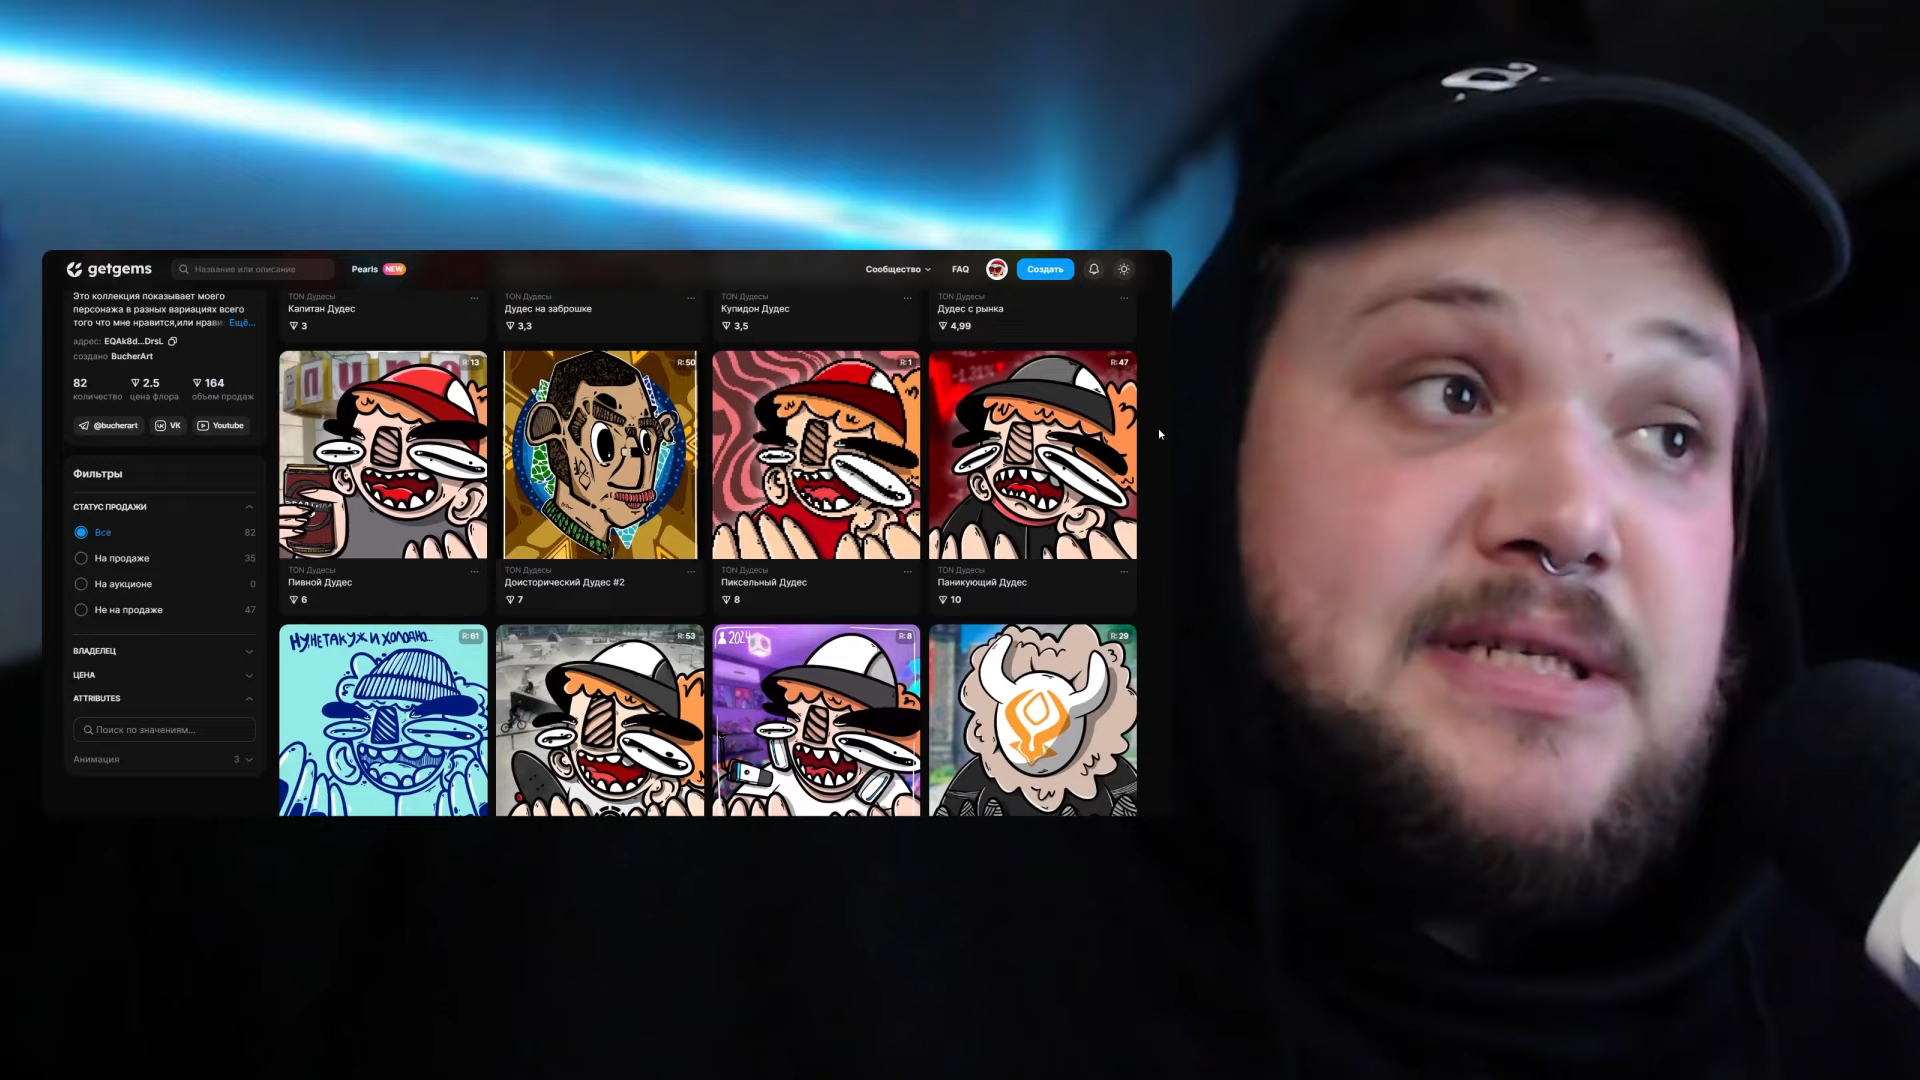 getgems
Название или описание
Pearls NEW
Сообщество
FAQ
Создать
Это коллекция показывает моего
персонажа в разных вариациях всего
того что мне нравится,или нрави Ещё...
адрес: EQAk8d...DrsL
создано BucherArt
82
количество
2.5
цена флора
164
объем продаж
@bucherart
VK
Youtube
Фильтры
СТАТУС ПРОДАЖИ
Все 82
На продаже 35
На аукционе 0
Не на продаже 47
ВЛАДЕЛЕЦ
ЦЕНА
ATTRIBUTES
Поиск по значениям...
Анимация 3
TON Дудесы
Капитан Дудес
3
TON Дудесы
Дудес на заброшке
3,3
TON Дудесы
Купидон Дудес
3,5
TON Дудесы
Дудес с рынка
4,99
R: 13
TON Дудесы
Пивной Дудес
6
R: 50
TON Дудесы
Доисторический Дудес #2
7
R: 1
TON Дудесы
Пиксельный Дудес
8
R: 47
-1.31%
TON Дудесы
Паникующий Дудес
10
R: 61
НУ,НЕ ТАК УЖ И ХОЛОДНО...
R: 53
R: 8
2024
R: 29